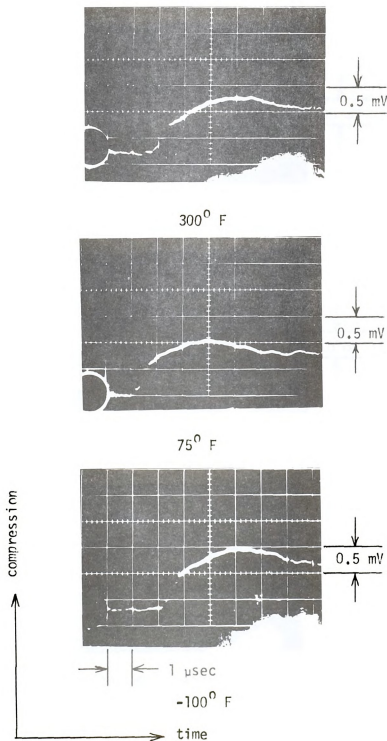 0.5 mV
300° F
0.5 mV
75° F
compression
0.5 mV
1 μsec
-100° F
time